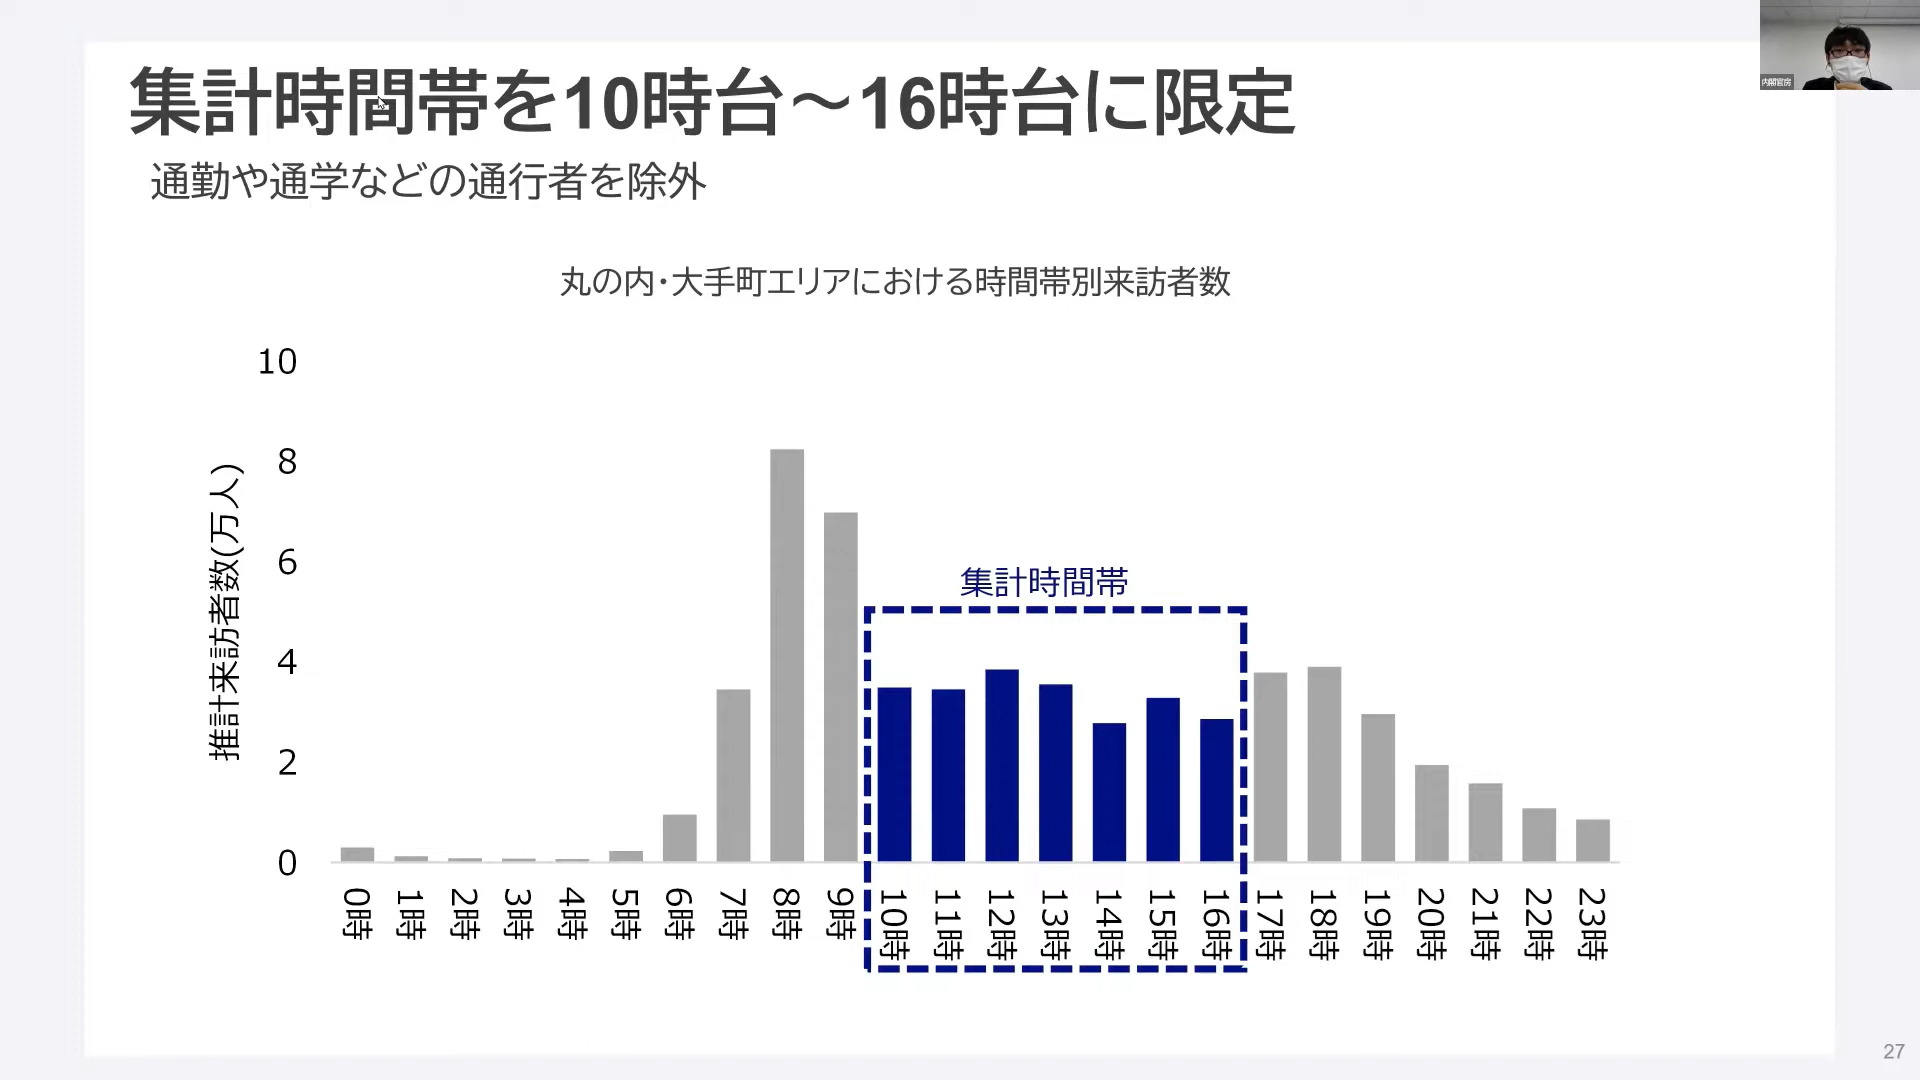 集計時間帯を10時台～16時台に限定
内閣官房
通勤や通学などの通行者を除外
丸の内・大手町エリアにおける時間帯別来訪者数
推計来訪者数(万人)
10
8
6
4
2
0
集計時間帯
0時 1時 2時 3時 4時 5時 6時 7時 8時 9時 10時 11時 12時 13時 14時 15時 16時 17時 18時 19時 20時 21時 22時 23時
27